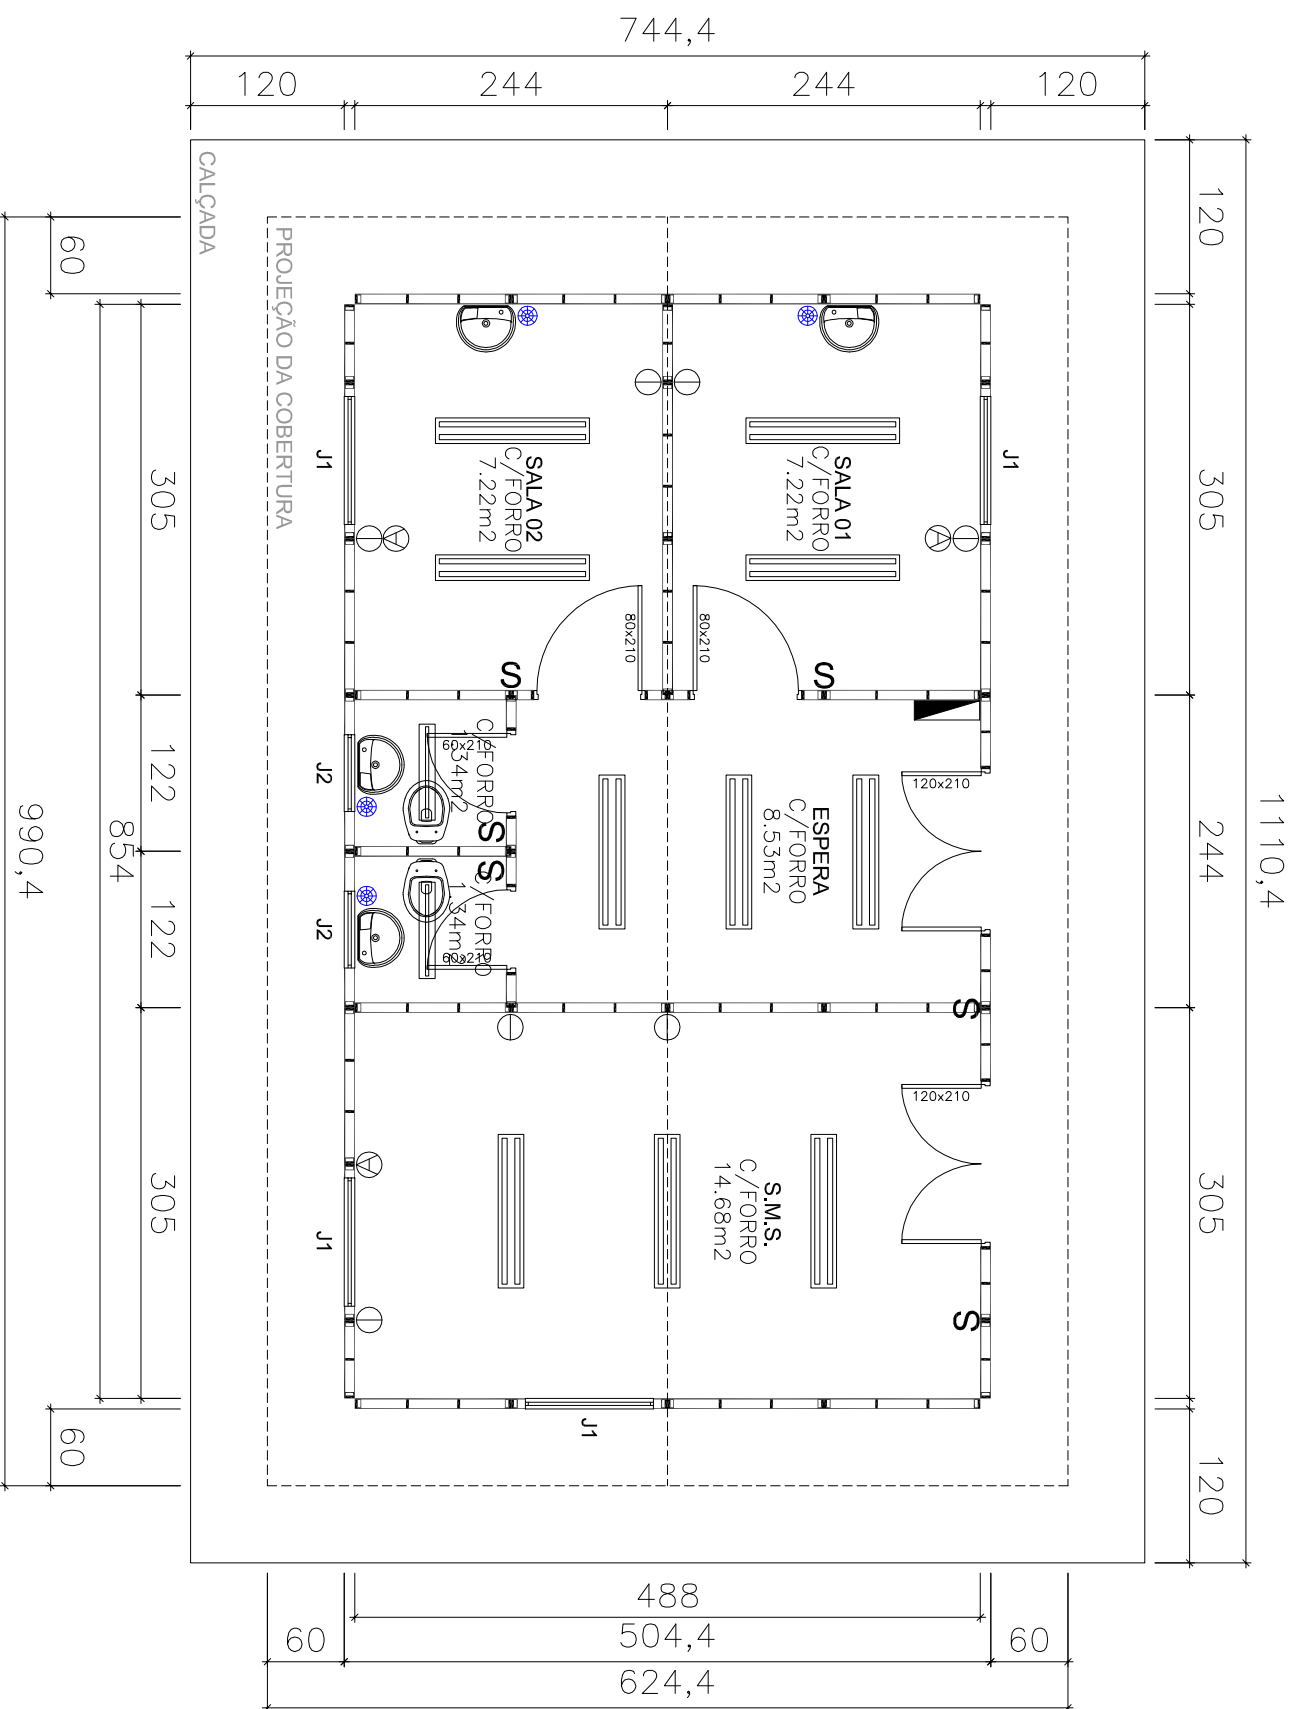 744,4
120
244
244
120
CALÇADA
PROJEÇÃO DA COBERTURA
120
305
244
305
120
1110,4
60
305
122
122
305
854
60
990,4
J1
J1
SALA 02
C/FORRO
7.22m2
SALA 01
C/FORRO
7.22m2
80x210
80x210
S
S
J2
C/FORRO
1.34m2
60x210
S
ESPERA
C/FORRO
8.53m2
120x210
J2
S
C/FORRO
1.34m2
60x210
S
120x210
A
A
A
S.M.S.
C/FORRO
14.68m2
J1
S
J1
488
60
504,4
60
624,4